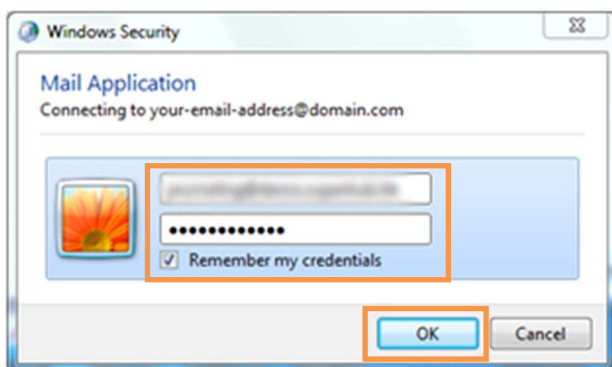 Windows Security
Mail Application
Connecting to your-email-address@domain.com
••••••••••••
Remember my credentials
OK
Cancel